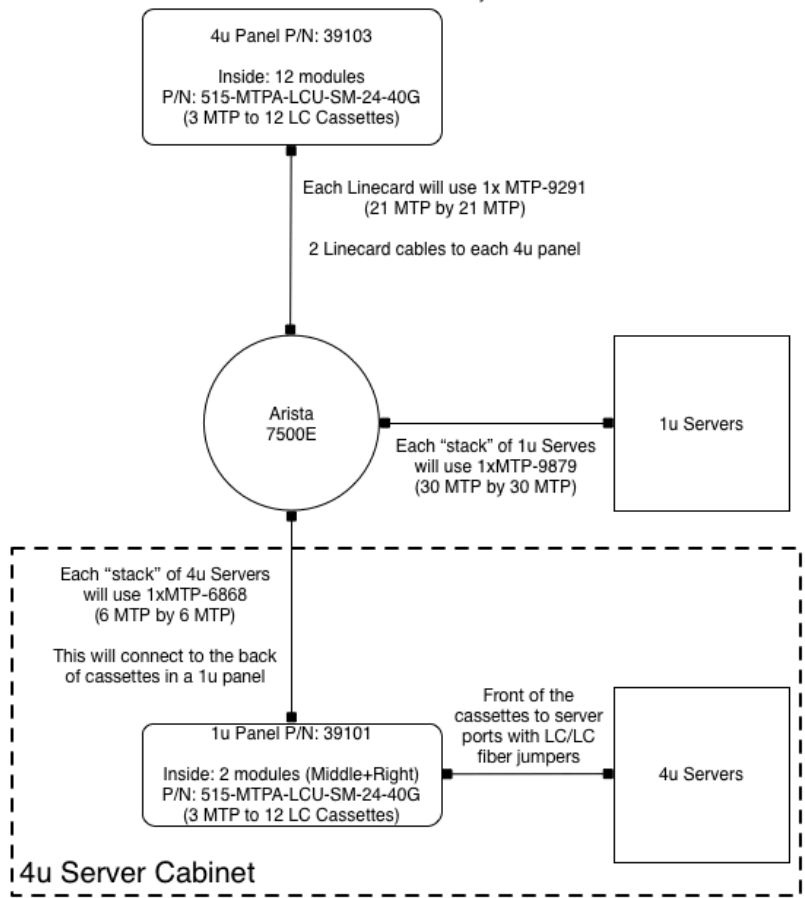 4u Panel P/N: 39103
Inside: 12 modules
P/N: 515-MTPA-LCU-SM-24-40G
(3 MTP to 12 LC Cassettes)
Each Linecard will use 1x MTP-9291
(21 MTP by 21 MTP)
2 Linecard cables to each 4u panel
Arista
7500E
1u Servers
Each “stack” of 1u Serves
will use 1xMTP-9879
(30 MTP by 30 MTP)
Each “stack” of 4u Servers
will use 1xMTP-6868
(6 MTP by 6 MTP)
This will connect to the back
of cassettes in a 1u panel
Front of the
cassettes to server
ports with LC/LC
fiber jumpers
1u Panel P/N: 39101
Inside: 2 modules (Middle+Right)
P/N: 515-MTPA-LCU-SM-24-40G
(3 MTP to 12 LC Cassettes)
4u Servers
4u Server Cabinet